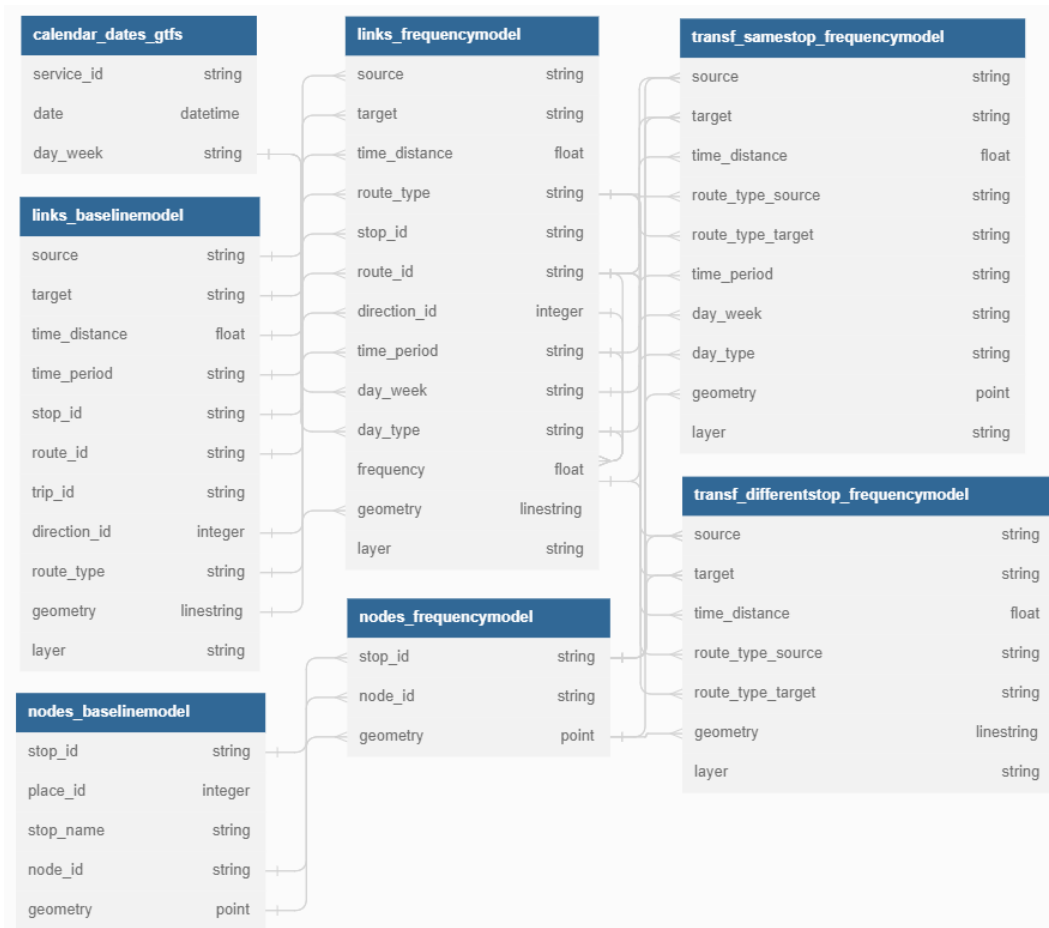 calendar_dates_gtfs
service_id string
date datetime
day_week string
links_baselinemodel
source string
target string
time_distance float
time_period string
stop_id string
route_id string
trip_id string
direction_id integer
route_type string
geometry linestring
layer string
nodes_baselinemodel
stop_id string
place_id integer
stop_name string
node_id string
geometry point
links_frequencymodel
source string
target string
time_distance float
route_type string
stop_id string
route_id string
direction_id integer
time_period string
day_week string
day_type string
frequency float
geometry linestring
layer string
nodes_frequencymodel
stop_id string
node_id string
geometry point
transf_samestop_frequencymodel
source string
target string
time_distance float
route_type_source string
route_type_target string
time_period string
day_week string
day_type string
geometry point
layer string
transf_differentstop_frequencymodel
source string
target string
time_distance float
route_type_source string
route_type_target string
geometry linestring
layer string